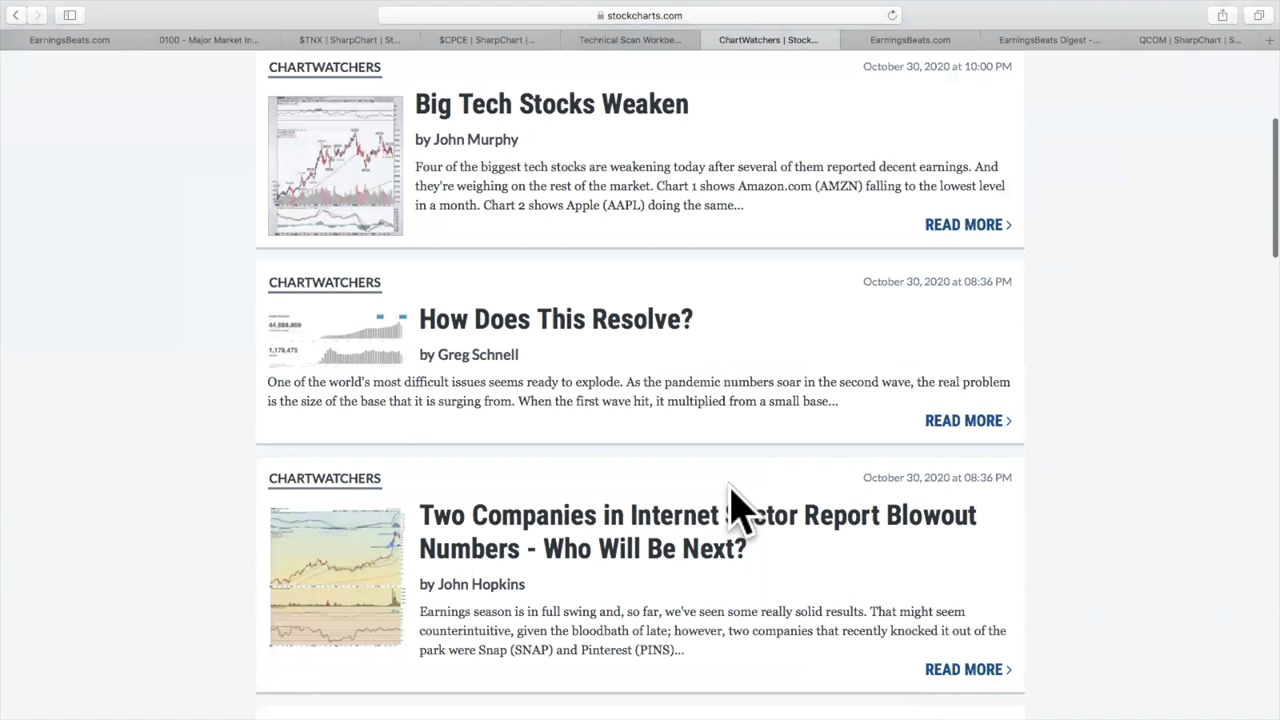 stockcharts.com
EarningsBeats.com
0100 - Major Market In...
$TNX | SharpChart | St...
$CPCE | SharpChart |...
Technical Scan Workbe...
ChartWatchers | Stock...
EarningsBeats.com
EarningsBeats Digest -...
QCOM | SharpChart | S...
CHARTWATCHERS
October 30, 2020 at 10:00 PM
Big Tech Stocks Weaken
by John Murphy
Four of the biggest tech stocks are weakening today after several of them reported decent earnings. And
they're weighing on the rest of the market. Chart 1 shows Amazon.com (AMZN) falling to the lowest level
in a month. Chart 2 shows Apple (AAPL) doing the same...
READ MORE >
CHARTWATCHERS
October 30, 2020 at 08:36 PM
How Does This Resolve?
by Greg Schnell
One of the world's most difficult issues seems ready to explode. As the pandemic numbers soar in the second wave, the real problem
is the size of the base that it is surging from. When the first wave hit, it multiplied from a small base...
READ MORE >
CHARTWATCHERS
October 30, 2020 at 08:36 PM
Two Companies in Internet Sector Report Blowout
Numbers - Who Will Be Next?
by John Hopkins
Earnings season is in full swing and, so far, we've seen some really solid results. That might seem
counterintuitive, given the bloodbath of late; however, two companies that recently knocked it out of the
park were Snap (SNAP) and Pinterest (PINS)...
READ MORE >